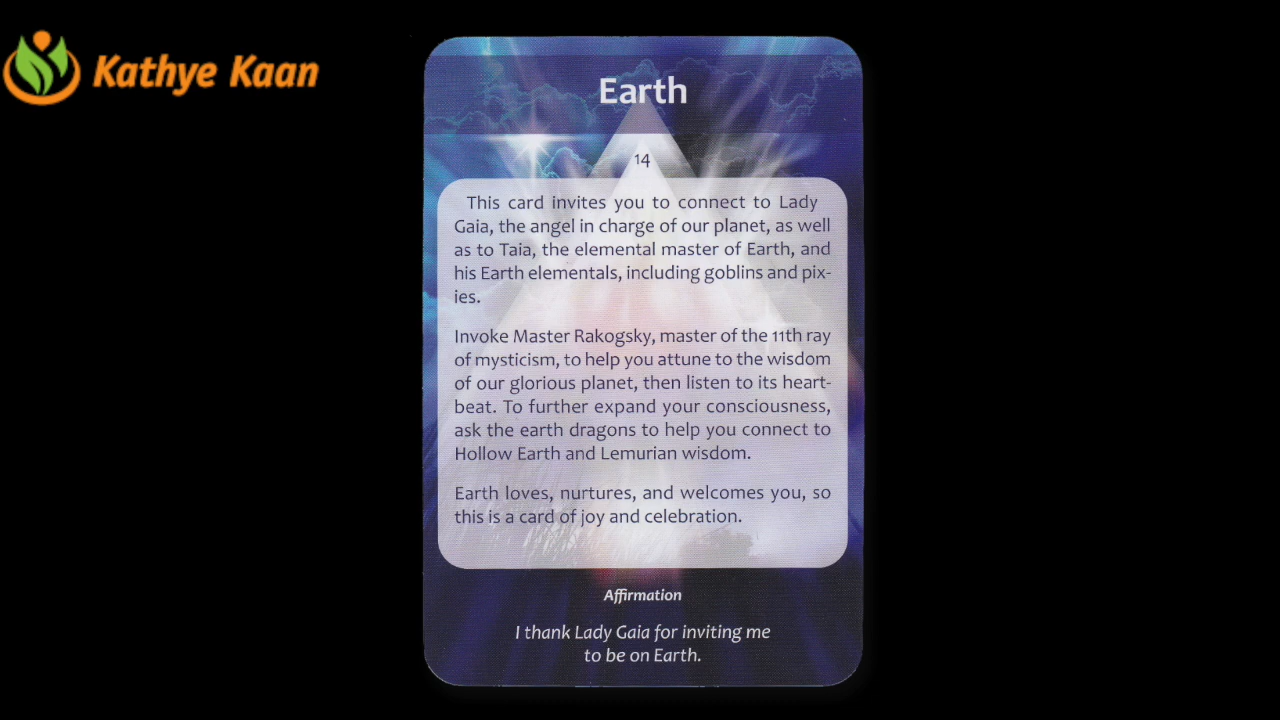 Kathye Kaan
Earth
14
This card invites you to connect to Lady
Gaia, the angel in charge of our planet, as well
as to Taia, the elemental master of Earth, and
his Earth elementals, including goblins and pix-
ies.
Invoke Master Rakogsky, master of the 11th ray
of mysticism, to help you attune to the wisdom
of our glorious planet, then listen to its heart-
beat. To further expand your consciousness,
ask the earth dragons to help you connect to
Hollow Earth and Lemurian wisdom.
Earth loves, nurtures, and welcomes you, so
this is a card of joy and celebration.
Affirmation
I thank Lady Gaia for inviting me
to be on Earth.